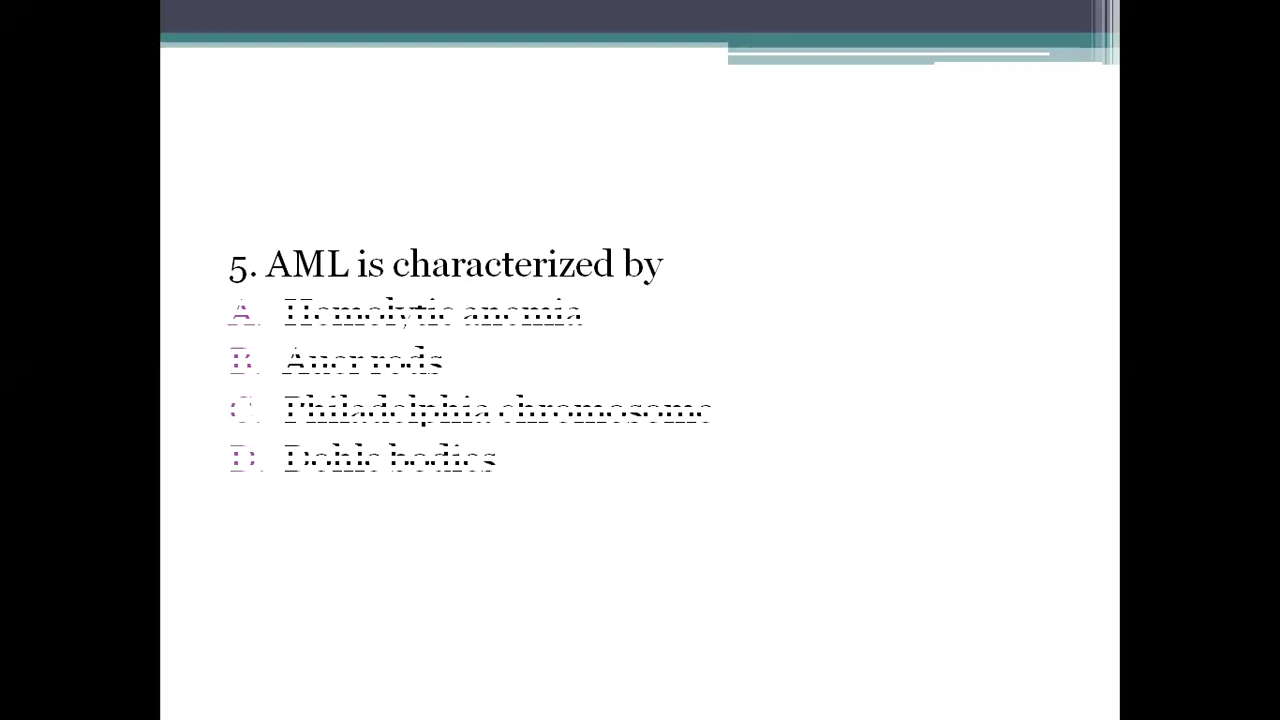 5. AML is characterized by
A. Hemolytic anemia
B. Auer rods
C. Philadelphia chromosome
D. Dohle bodies